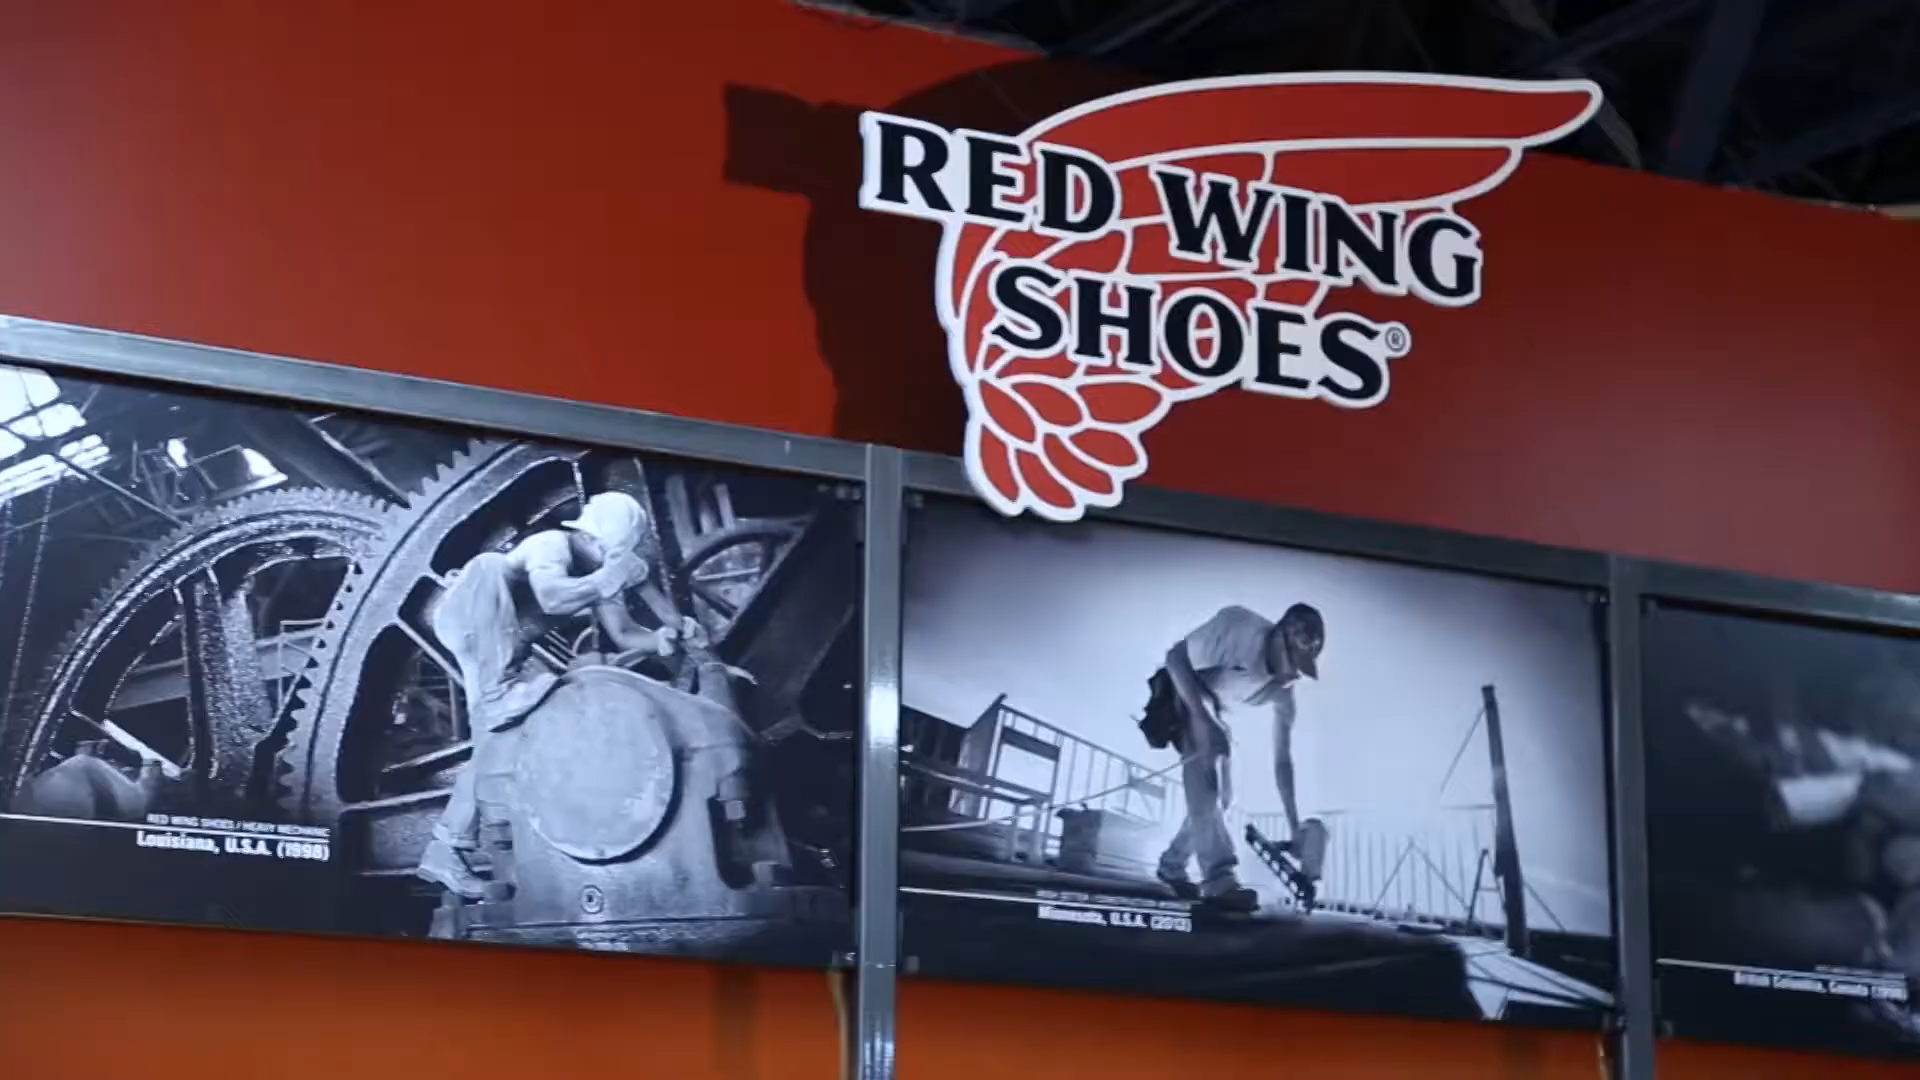 RED WING
SHOES®
RED WING SHOES / HEAVY MECHANIC
Louisiana, U.S.A. (1998)
Minnesota, U.S.A. (2013)
British Columbia, Canada